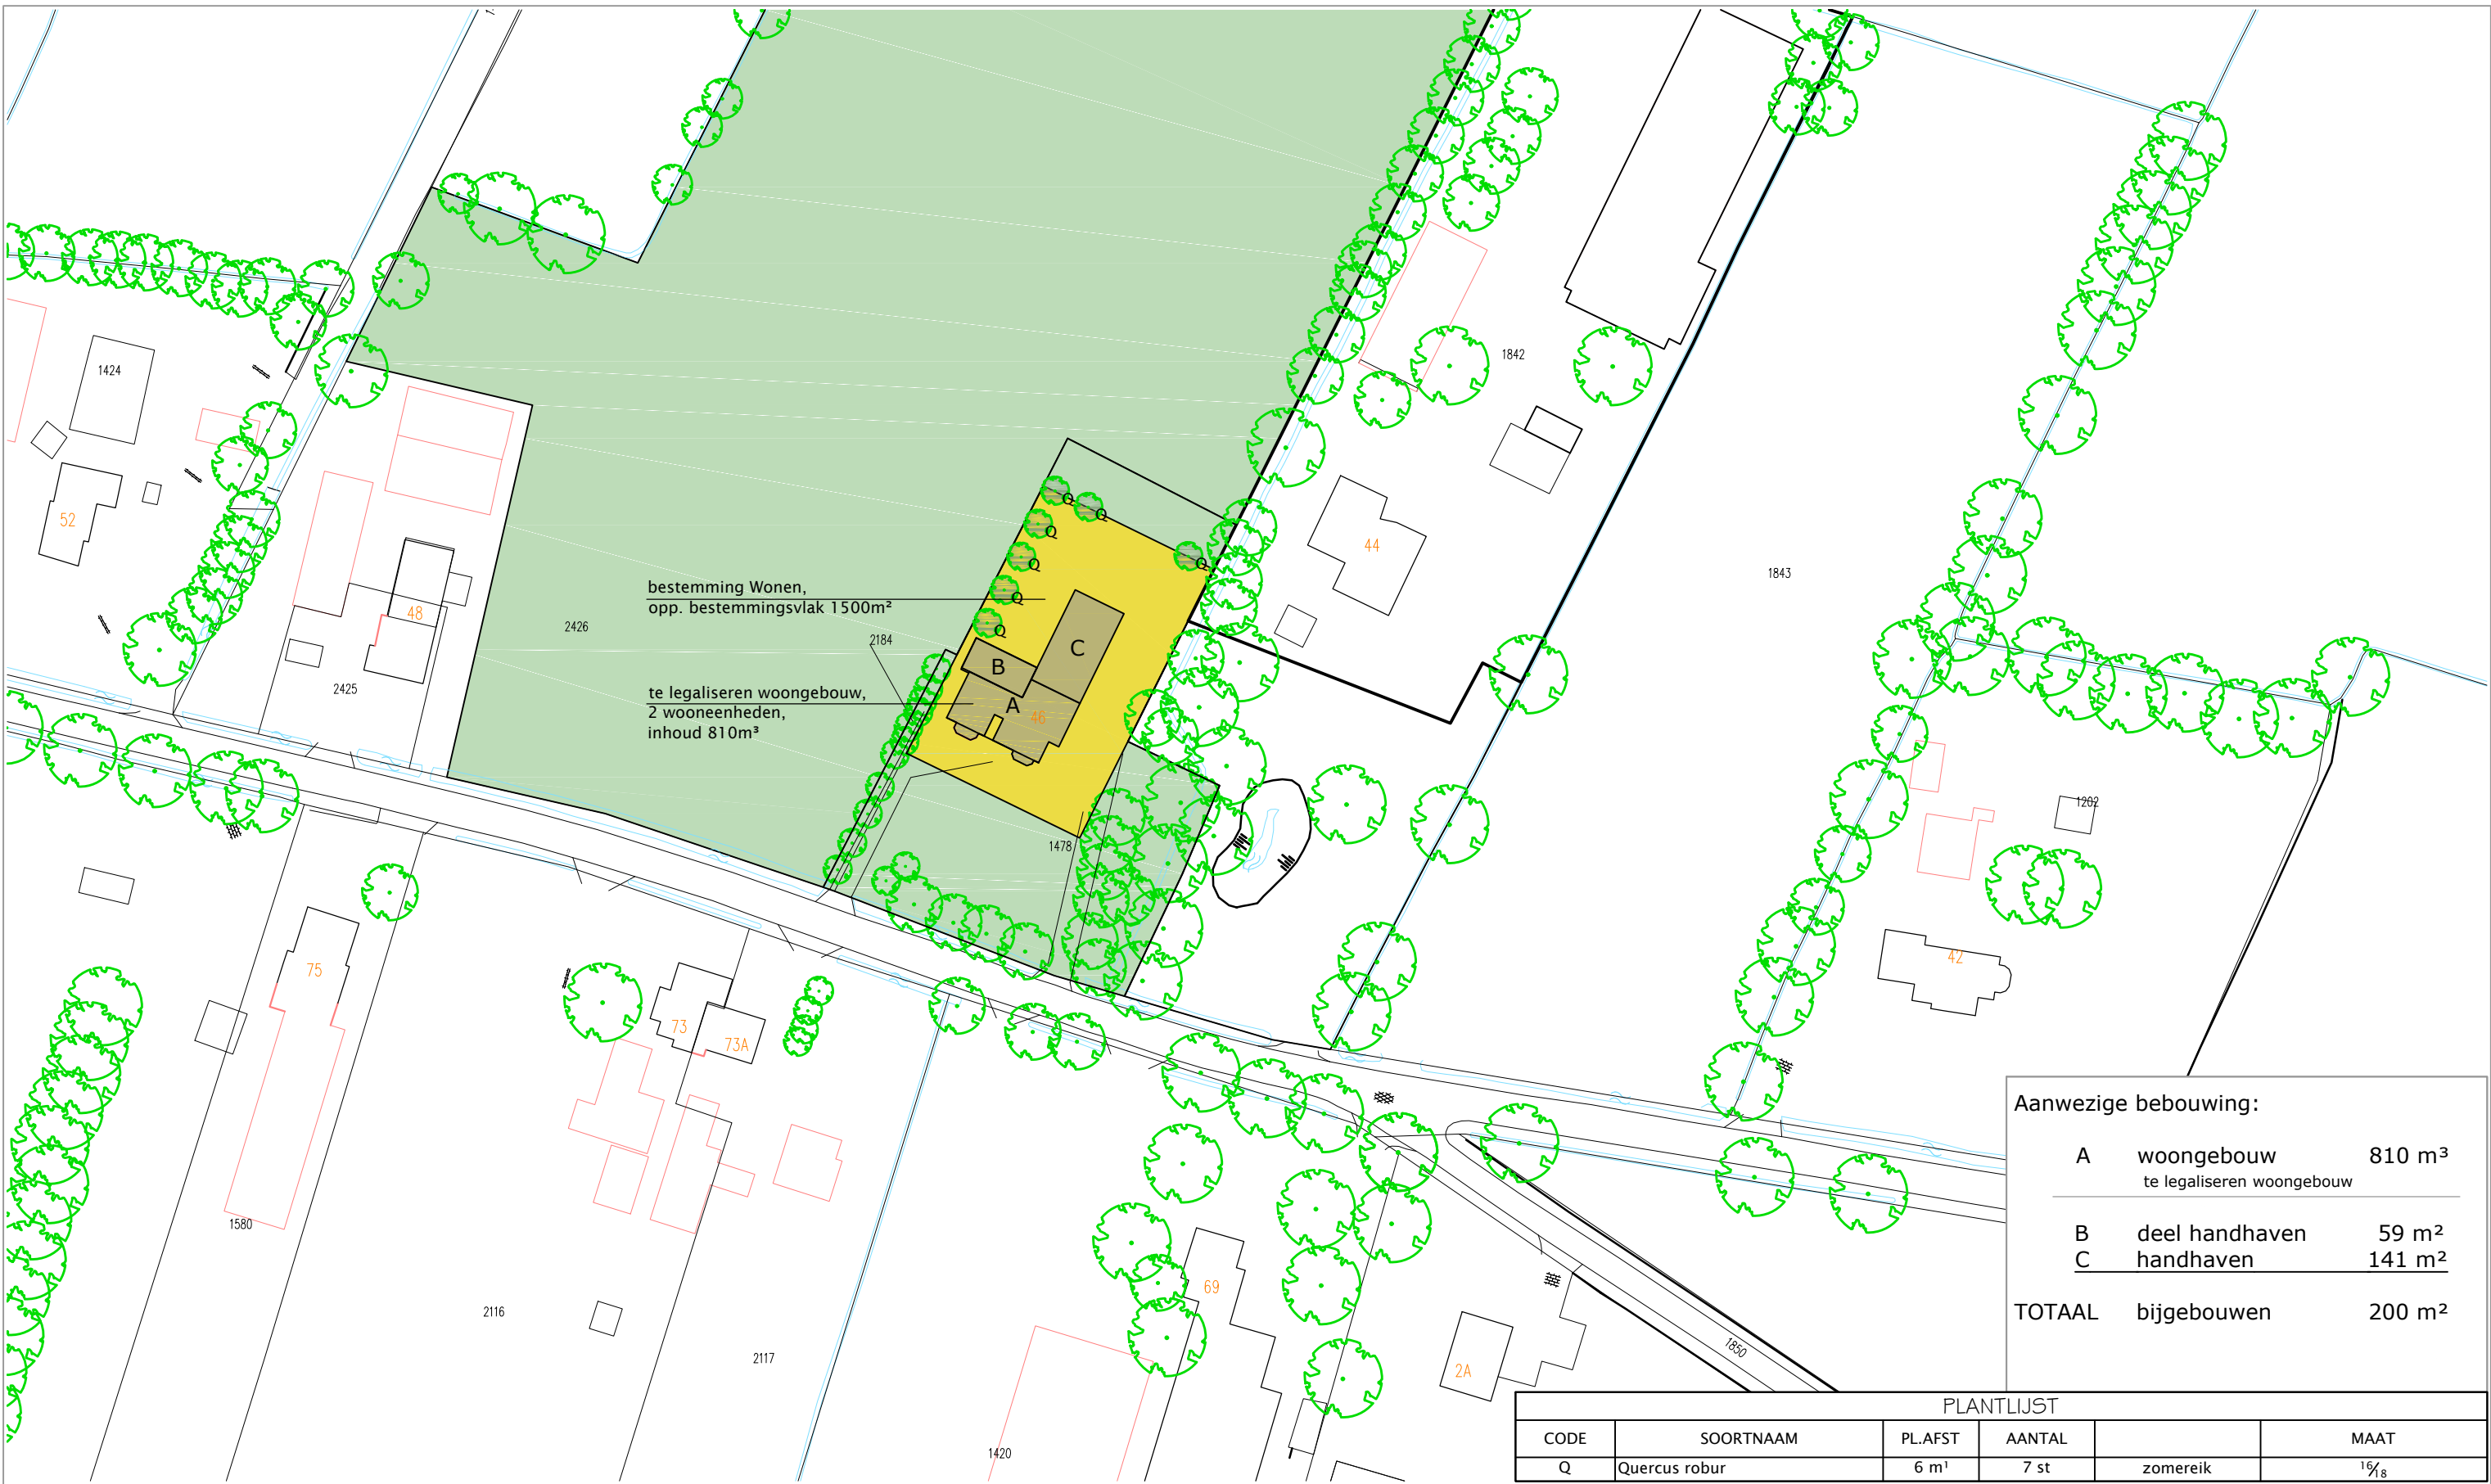 1424
52
48
2425
2426
bestemming Wonen,
opp. bestemmingsvlak 1500m²
2184
te legaliseren woongebouw,
2 wooneenheden,
inhoud 810m³
Q
Q
Q
Q
Q
Q
Q
B
C
A
46
1478
1842
44
1843
1202
42
75
73
73A
1580
2116
2117
1420
69
2A
1850
Aanwezige bebouwing:
A woongebouw 810 m³
te legaliseren woongebouw
B deel handhaven 59 m²
C handhaven 141 m²
TOTAAL bijgebouwen 200 m²
PLANTLIJST
CODE SOORTNAAM PL.AFST AANTAL MAAT
Q Quercus robur 6 m¹ 7 st zomereik 16/18